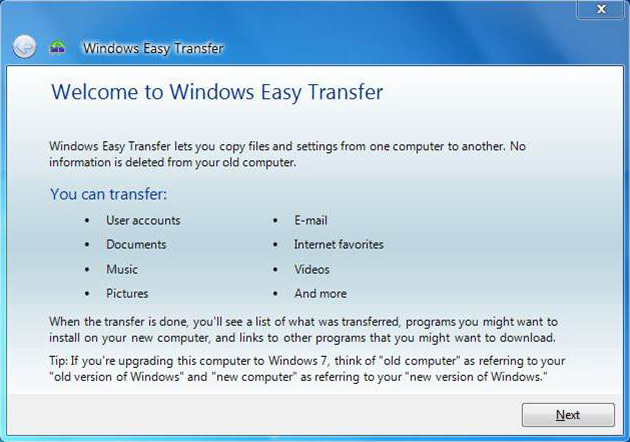 Windows Easy Transfer
Welcome to Windows Easy Transfer
Windows Easy Transfer lets you copy files and settings from one computer to another. No
information is deleted from your old computer.
You can transfer:
• User accounts
• E-mail
• Documents
• Internet favorites
• Music
• Videos
• Pictures
• And more
When the transfer is done, you'll see a list of what was transferred, programs you might want to
install on your new computer, and links to other programs that you might want to download.
Tip: If you're upgrading this computer to Windows 7, think of "old computer" as referring to your
"old version of Windows" and "new computer" as referring to your "new version of Windows."
Next